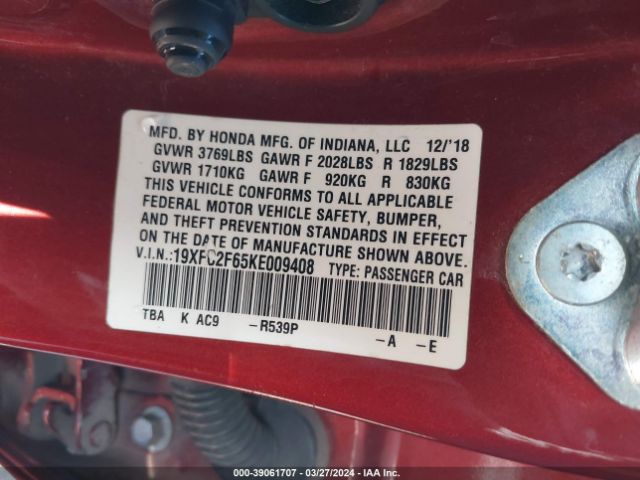 MFD. BY HONDA MFG. OF INDIANA, LLC 12/'18
GVWR 3769LBS GAWR F 2028LBS R 1829LBS
GVWR 1710KG GAWR F 920KG R 830KG
THIS VEHICLE CONFORMS TO ALL APPLICABLE
FEDERAL MOTOR VEHICLE SAFETY, BUMPER,
AND THEFT PREVENTION STANDARDS IN EFFECT
ON THE DATE OF MANUFACTURE SHOWN ABOVE.
V.I.N.:19XFC2F65KE009408 TYPE: PASSENGER CAR
TBA K AC9 -R539P -A -E
000-39061707 - 03/27/2024 - IAA Inc.